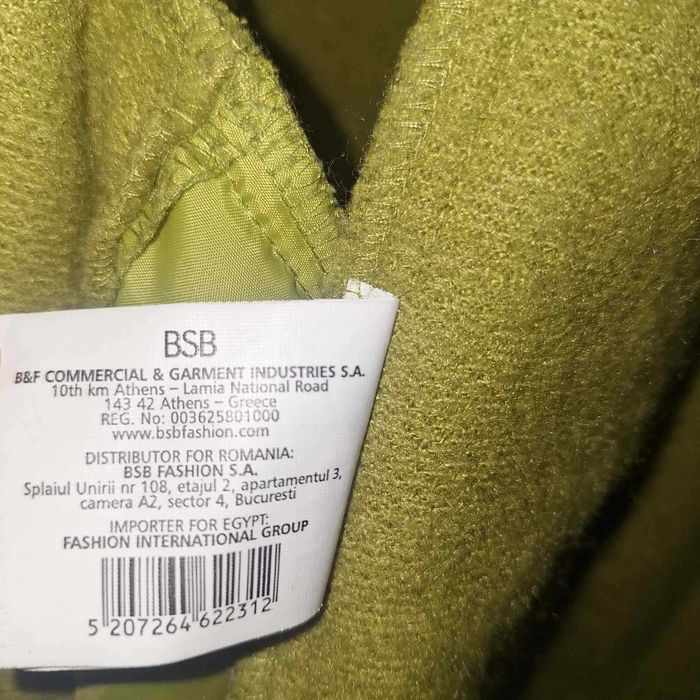 BSB
B&F COMMERCIAL & GARMENT INDUSTRIES S.A.
10th km Athens – Lamia National Road
143 42 Athens – Greece
REG. No: 003625801000
www.bsbfashion.com
DISTRIBUTOR FOR ROMANIA:
BSB FASHION S.A.
Splaiul Unirii nr 108, etajul 2, apartamentul 3,
camera A2, sector 4, Bucuresti
IMPORTER FOR EGYPT:
FASHION INTERNATIONAL GROUP
5 207264 622312